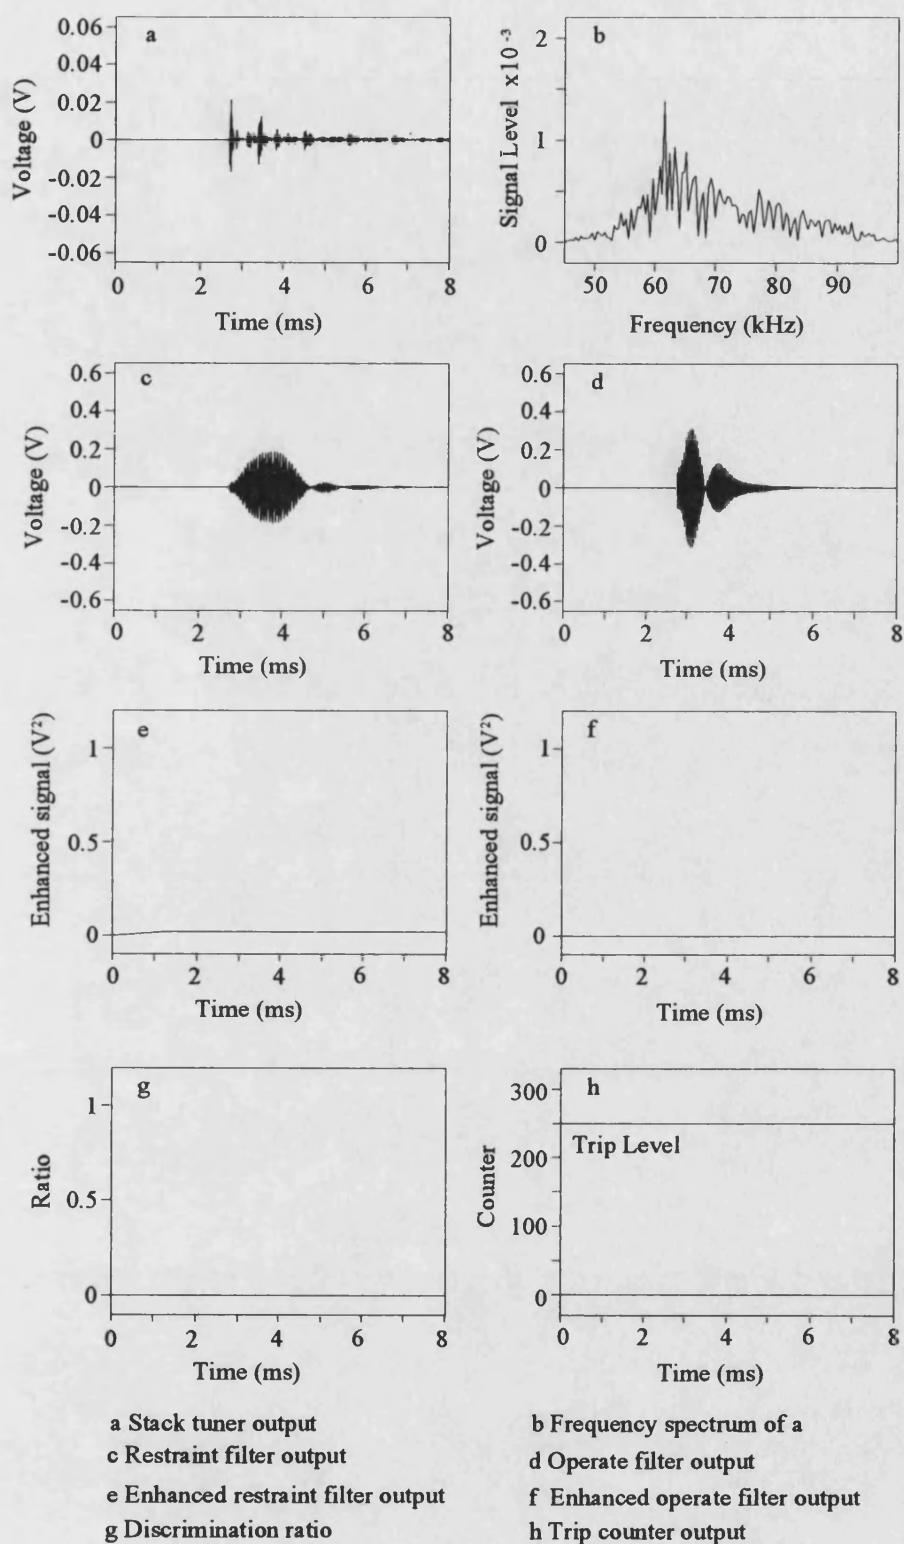 a
0.06
0.04
0.02
0
-0.02
-0.04
-0.06
Voltage (V)
0 2 4 6 8
Time (ms)
b
2
1
0
Signal Level x10⁻³
50 60 70 80 90
Frequency (kHz)
c
0.6
0.4
0.2
0
-0.2
-0.4
-0.6
Voltage (V)
0 2 4 6 8
Time (ms)
d
0.6
0.4
0.2
0
-0.2
-0.4
-0.6
Voltage (V)
0 2 4 6 8
Time (ms)
e
1
0.5
0
Enhanced signal (V²)
0 2 4 6 8
Time (ms)
f
1
0.5
0
Enhanced signal (V²)
0 2 4 6 8
Time (ms)
g
1
0.5
0
Ratio
0 2 4 6 8
Time (ms)
h
300
200
100
0
Trip Level
Counter
0 2 4 6 8
Time (ms)
a Stack tuner output
b Frequency spectrum of a
c Restraint filter output
d Operate filter output
e Enhanced restraint filter output
f Enhanced operate filter output
g Discrimination ratio
h Trip counter output